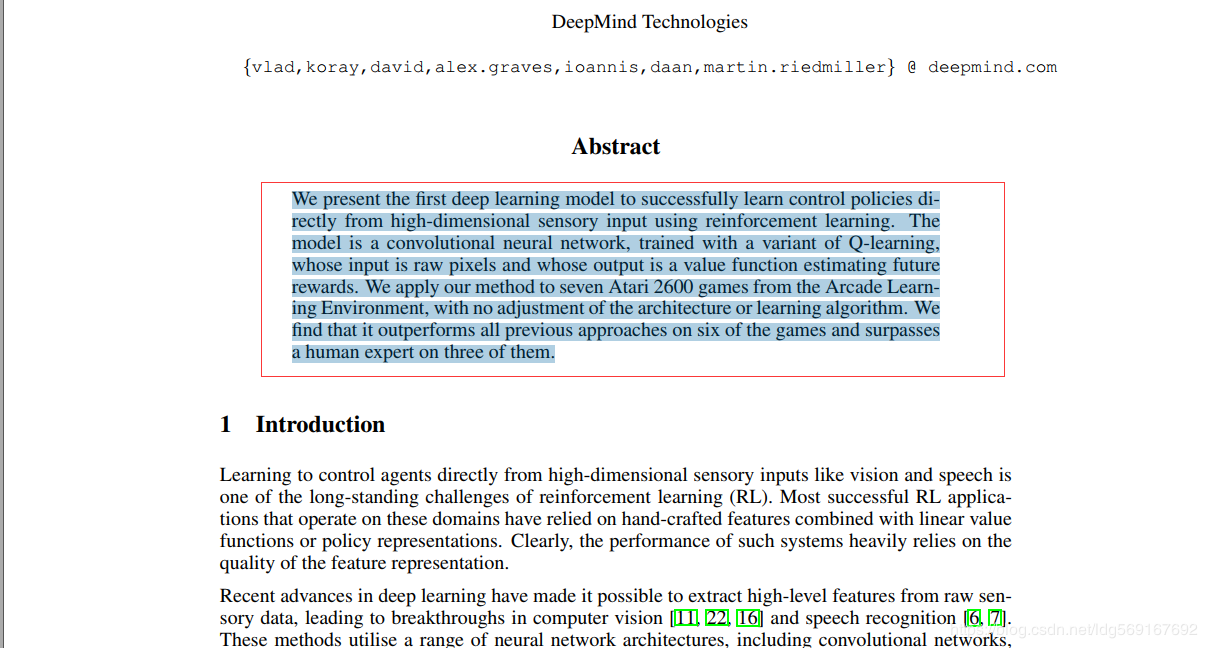 DeepMind Technologies
{vlad,koray,david,alex.graves,ioannis,daan,martin.riedmiller} @ deepmind.com
Abstract
We present the first deep learning model to successfully learn control policies di-
rectly from high-dimensional sensory input using reinforcement learning. The
model is a convolutional neural network, trained with a variant of Q-learning,
whose input is raw pixels and whose output is a value function estimating future
rewards. We apply our method to seven Atari 2600 games from the Arcade Learn-
ing Environment, with no adjustment of the architecture or learning algorithm. We
find that it outperforms all previous approaches on six of the games and surpasses
a human expert on three of them.
1 Introduction
Learning to control agents directly from high-dimensional sensory inputs like vision and speech is
one of the long-standing challenges of reinforcement learning (RL). Most successful RL applica-
tions that operate on these domains have relied on hand-crafted features combined with linear value
functions or policy representations. Clearly, the performance of such systems heavily relies on the
quality of the feature representation.
Recent advances in deep learning have made it possible to extract high-level features from raw sen-
sory data, leading to breakthroughs in computer vision [11, 22, 16] and speech recognition [6, 7].
These methods utilise a range of neural network architectures, including convolutional networks,
https://blog.csdn.net/ldg569167692